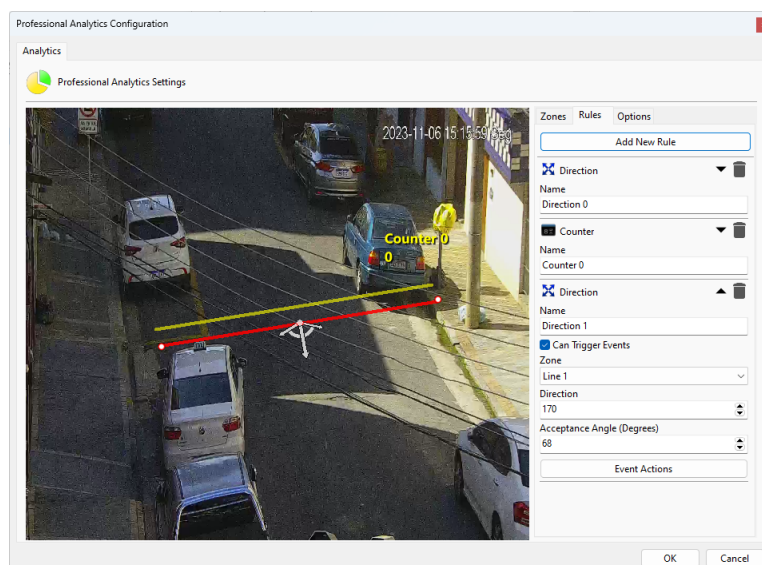 Professional Analytics Configuration
Analytics
Professional Analytics Settings
2023-11-06 15:15:59 Seg
Counter 0
0
Zones Rules Options
Add New Rule
Direction
Name
Direction 0
Counter
Name
Counter 0
Direction
Name
Direction 1
Can Trigger Events
Zone
Line 1
Direction
170
Acceptance Angle (Degrees)
68
Event Actions
OK Cancel